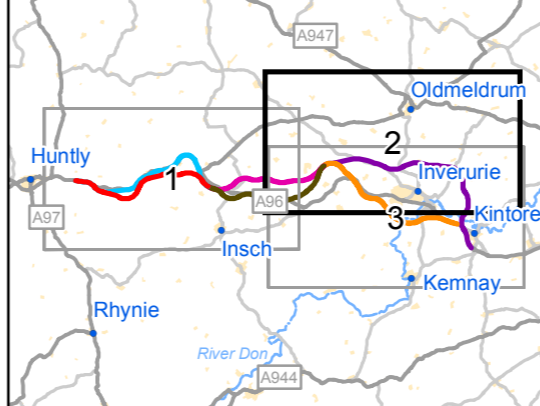 A947
Oldmeldrum
2
Huntly
1
Inverurie
A96
A97
3
Kintore
Insch
Kemnay
Rhynie
River Don
A944